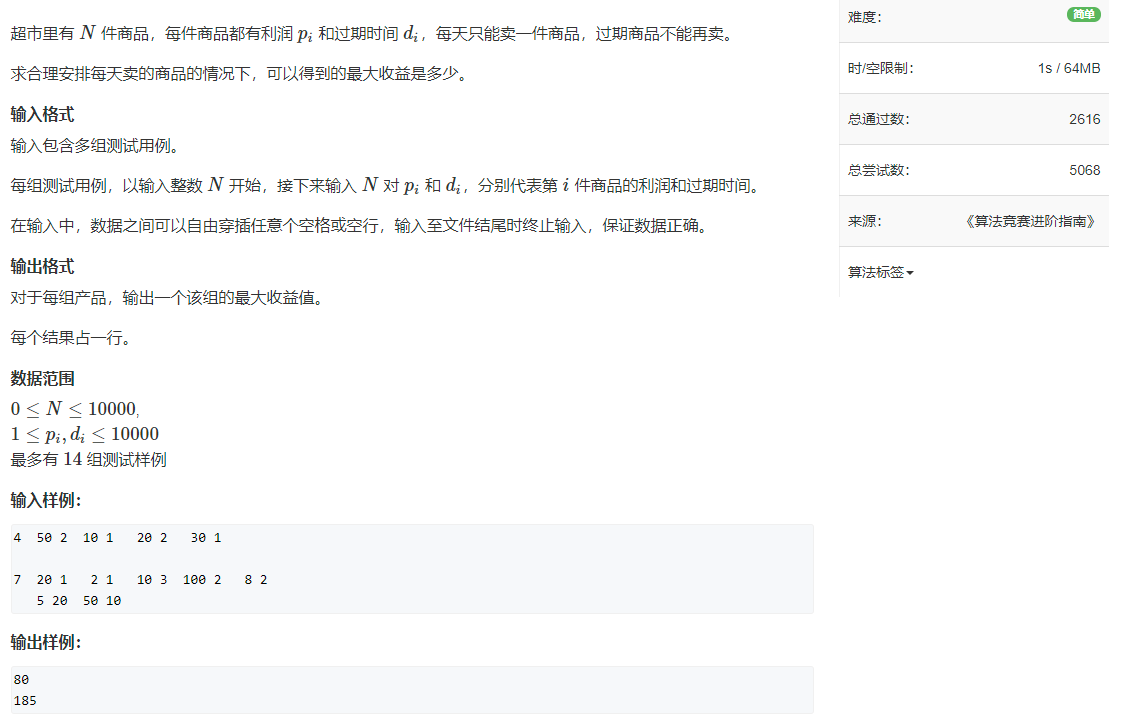 超市里有 N 件商品，每件商品都有利润 pi 和过期时间 di，每天只能卖一件商品，过期商品不能再卖。
求合理安排每天卖的商品的情况下，可以得到的最大收益是多少。
输入格式
输入包含多组测试用例。
每组测试用例，以输入整数 N 开始，接下来输入 N 对 pi 和 di，分别代表第 i 件商品的利润和过期时间。
在输入中，数据之间可以自由穿插任意个空格或空行，输入至文件结尾时终止输入，保证数据正确。
输出格式
对于每组产品，输出一个该组的最大收益值。
每个结果占一行。
数据范围
0 ≤ N ≤ 10000,
1 ≤ pi, di ≤ 10000
最多有 14 组测试样例
输入样例：
4  50 2  10 1   20 2   30 1
7  20 1   2 1   10 3  100 2   8 2
   5 20  50 10
输出样例：
80
185
难度： 简单
时/空限制： 1s / 64MB
总通过数： 2616
总尝试数： 5068
来源： 《算法竞赛进阶指南》
算法标签